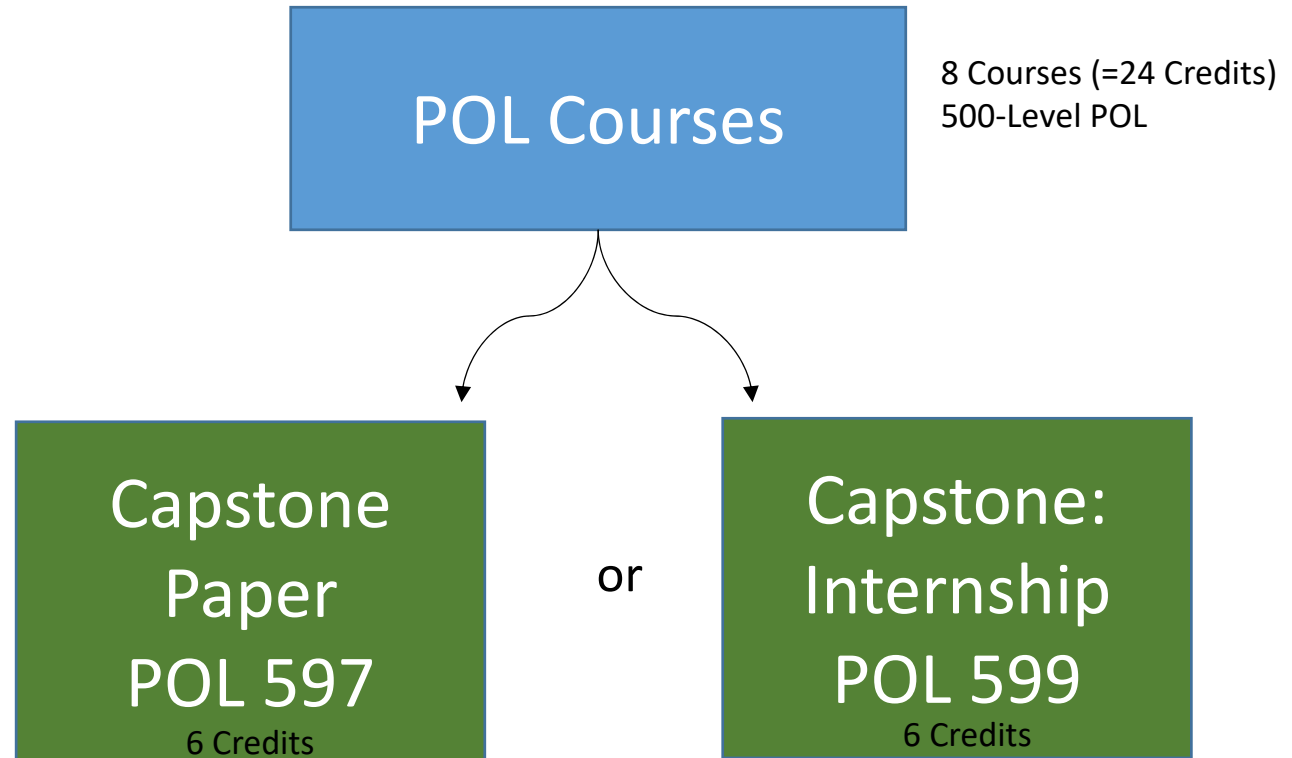 POL Courses
8 Courses (=24 Credits)
500-Level POL
Capstone
Paper
POL 597
6 Credits
or
Capstone:
Internship
POL 599
6 Credits